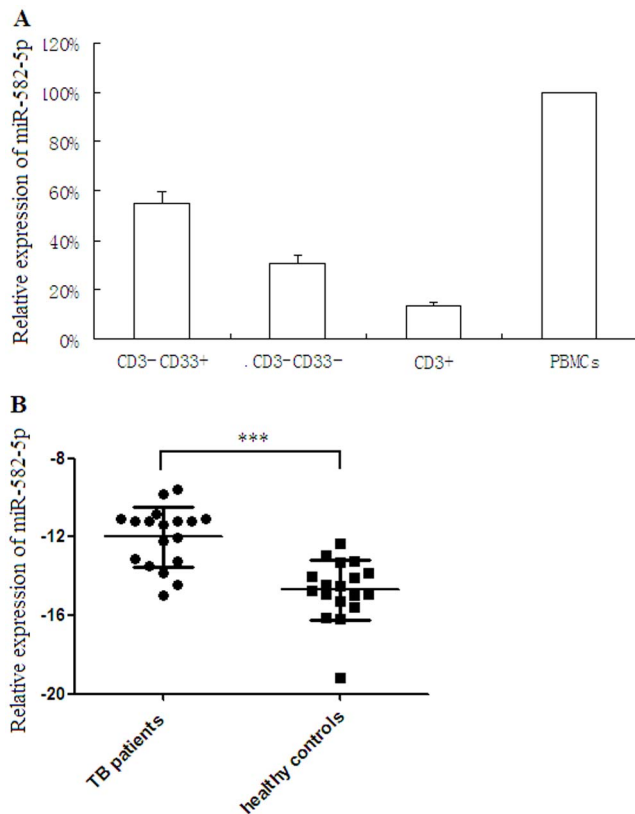 A
Relative expression of miR-582-5p
120%
100%
80%
60%
40%
20%
0%
CD3-CD33+
.CD3-CD33-
CD3+
PBMCs
B
Relative expression of miR-582-5p
***
-8
-12
-16
-20
TB patients
healthy controls